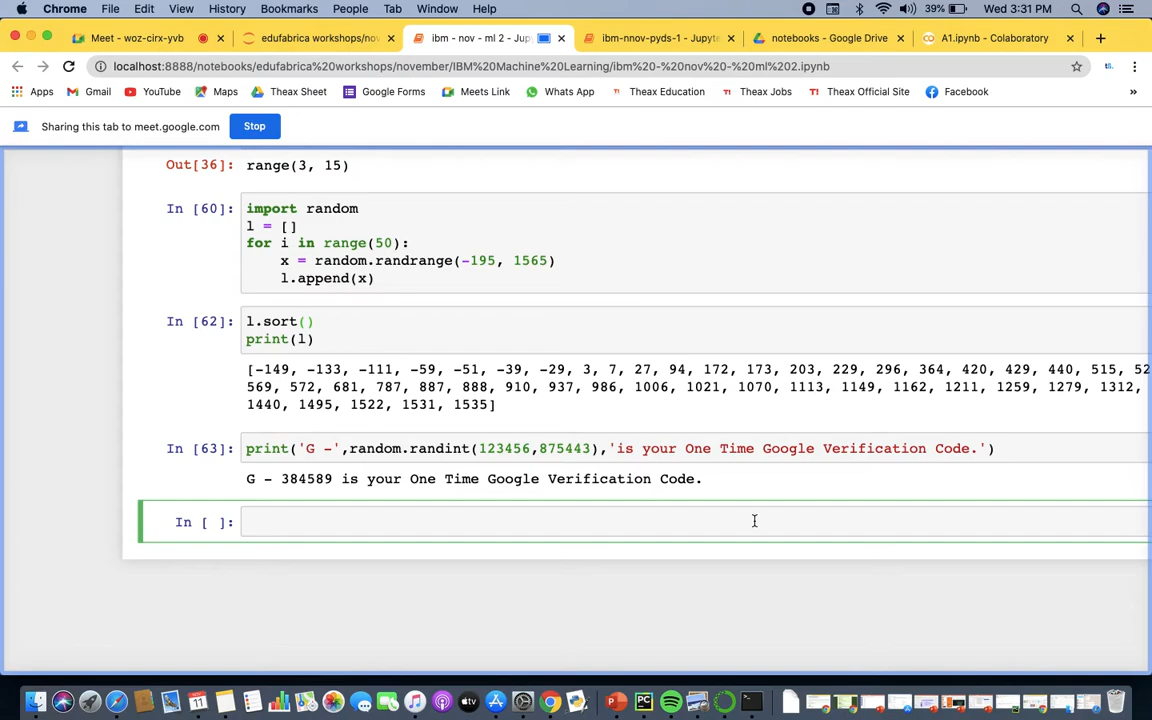 Chrome File Edit View History Bookmarks People Tab Window Help 39% Wed 3:31 PM
Meet - woz-cirx-yvb edufabrica workshops/nov ibm - nov - ml 2 - Jupy ibm-nnov-pyds-1 - Jupyte notebooks - Google Drive A1.ipynb - Colaboratory
localhost:8888/notebooks/edufabrica%20workshops/november/IBM%20Machine%20Learning/ibm%20-%20nov%20-%20ml%202.ipynb
Apps Gmail YouTube Maps Theax Sheet Google Forms Meets Link Whats App Theax Education Theax Jobs Theax Official Site Facebook »
Sharing this tab to meet.google.com Stop
Out[36]: range(3, 15)
In [60]: import random
l = []
for i in range(50):
x = random.randrange(-195, 1565)
l.append(x)
In [62]: l.sort()
print(l)
[-149, -133, -111, -59, -51, -39, -29, 3, 7, 27, 94, 172, 173, 203, 229, 296, 364, 420, 429, 440, 515, 52
569, 572, 681, 787, 887, 888, 910, 937, 986, 1006, 1021, 1070, 1113, 1149, 1162, 1211, 1259, 1279, 1312,
1440, 1495, 1522, 1531, 1535]
In [63]: print('G -',random.randint(123456,875443),'is your One Time Google Verification Code.')
G - 384589 is your One Time Google Verification Code.
In [ ]: